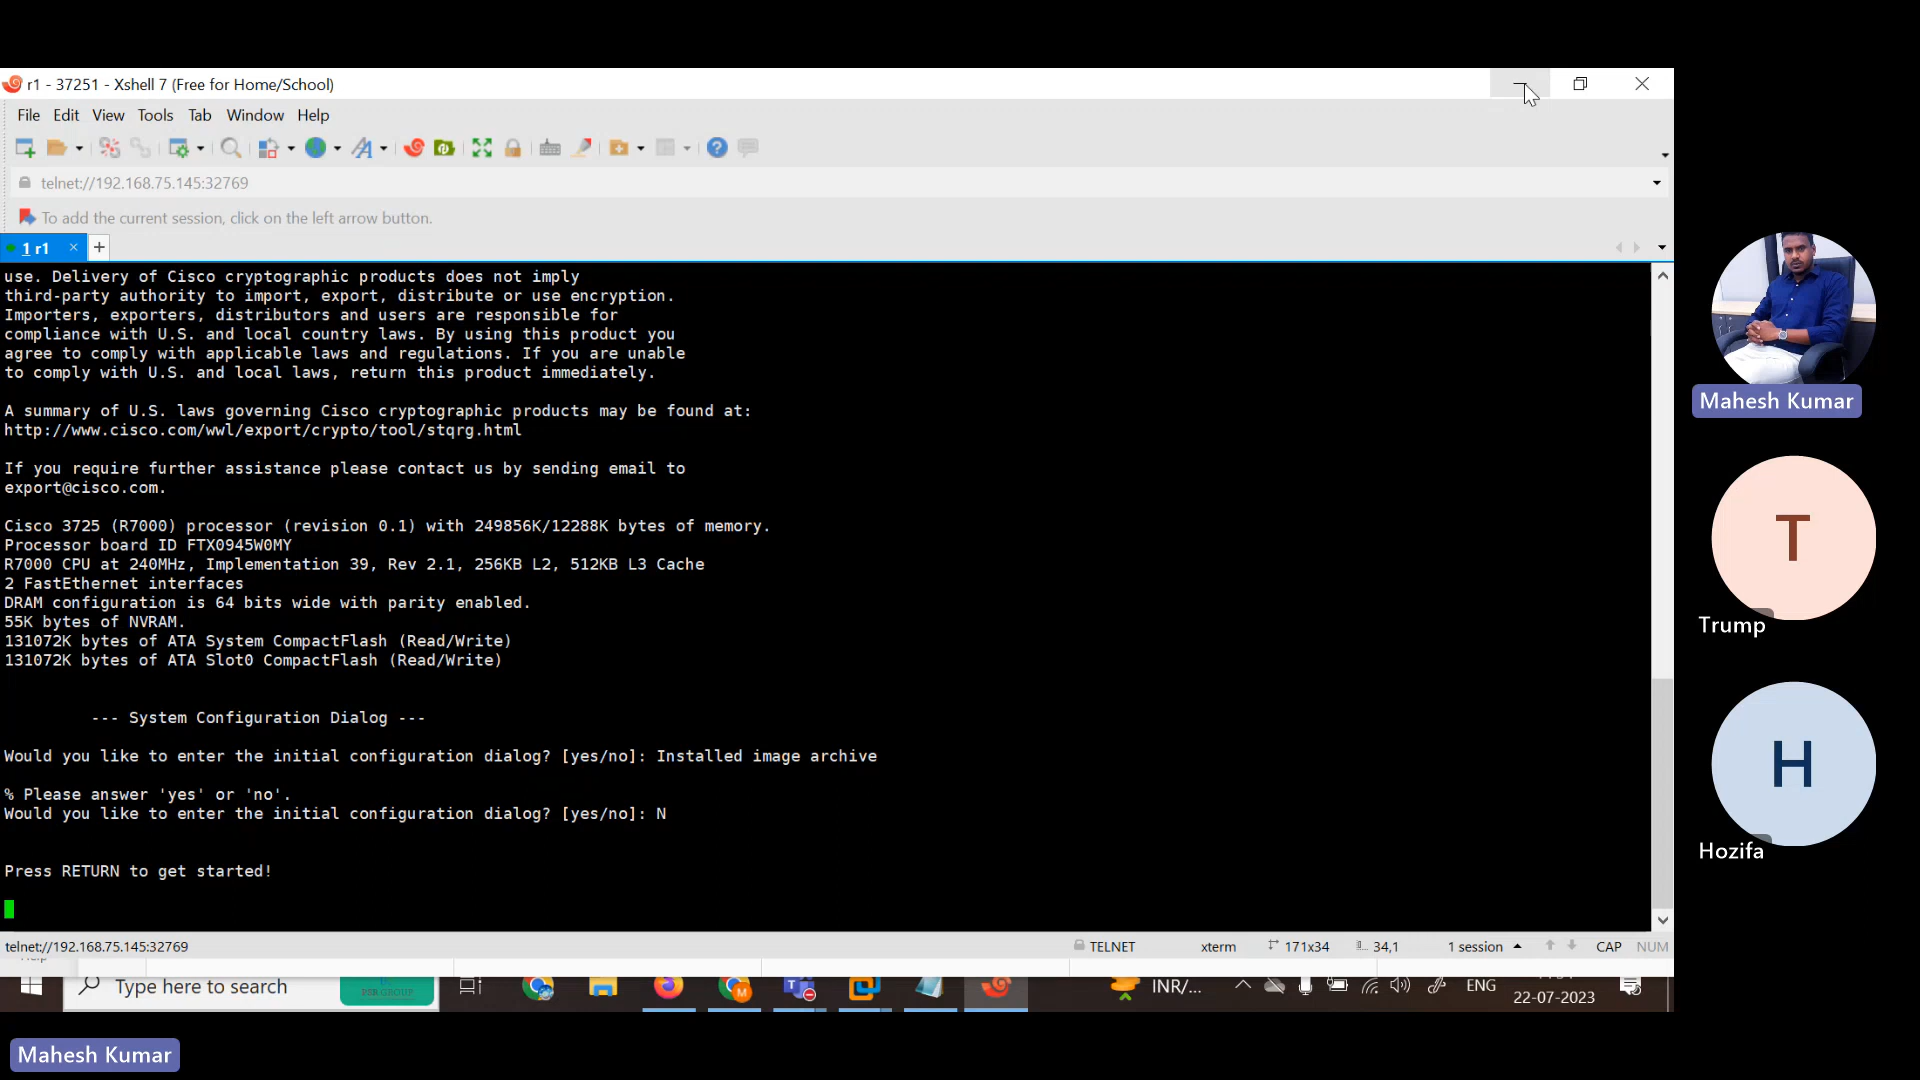 r1 - 37251 - Xshell 7 (Free for Home/School)
File Edit View Tools Tab Window Help
telnet://192.168.75.145:32769
To add the current session, click on the left arrow button.
1 r1
use. Delivery of Cisco cryptographic products does not imply
third-party authority to import, export, distribute or use encryption.
Importers, exporters, distributors and users are responsible for
compliance with U.S. and local country laws. By using this product you
agree to comply with applicable laws and regulations. If you are unable
to comply with U.S. and local laws, return this product immediately.
A summary of U.S. laws governing Cisco cryptographic products may be found at:
http://www.cisco.com/wwl/export/crypto/tool/stqrg.html
If you require further assistance please contact us by sending email to
export@cisco.com.
Cisco 3725 (R7000) processor (revision 0.1) with 249856K/12288K bytes of memory.
Processor board ID FTX0945W0MY
R7000 CPU at 240MHz, Implementation 39, Rev 2.1, 256KB L2, 512KB L3 Cache
2 FastEthernet interfaces
DRAM configuration is 64 bits wide with parity enabled.
55K bytes of NVRAM.
131072K bytes of ATA System CompactFlash (Read/Write)
131072K bytes of ATA Slot0 CompactFlash (Read/Write)
--- System Configuration Dialog ---
Would you like to enter the initial configuration dialog? [yes/no]: Installed image archive
% Please answer 'yes' or 'no'.
Would you like to enter the initial configuration dialog? [yes/no]: N
Press RETURN to get started!
telnet://192.168.75.145:32769 TELNET xterm 171x34 34,1 1 session CAP NUM
Type here to search
PSR GROUP
INR/...
ENG
22-07-2023
Mahesh Kumar
T
Trump
H
Hozifa
Mahesh Kumar